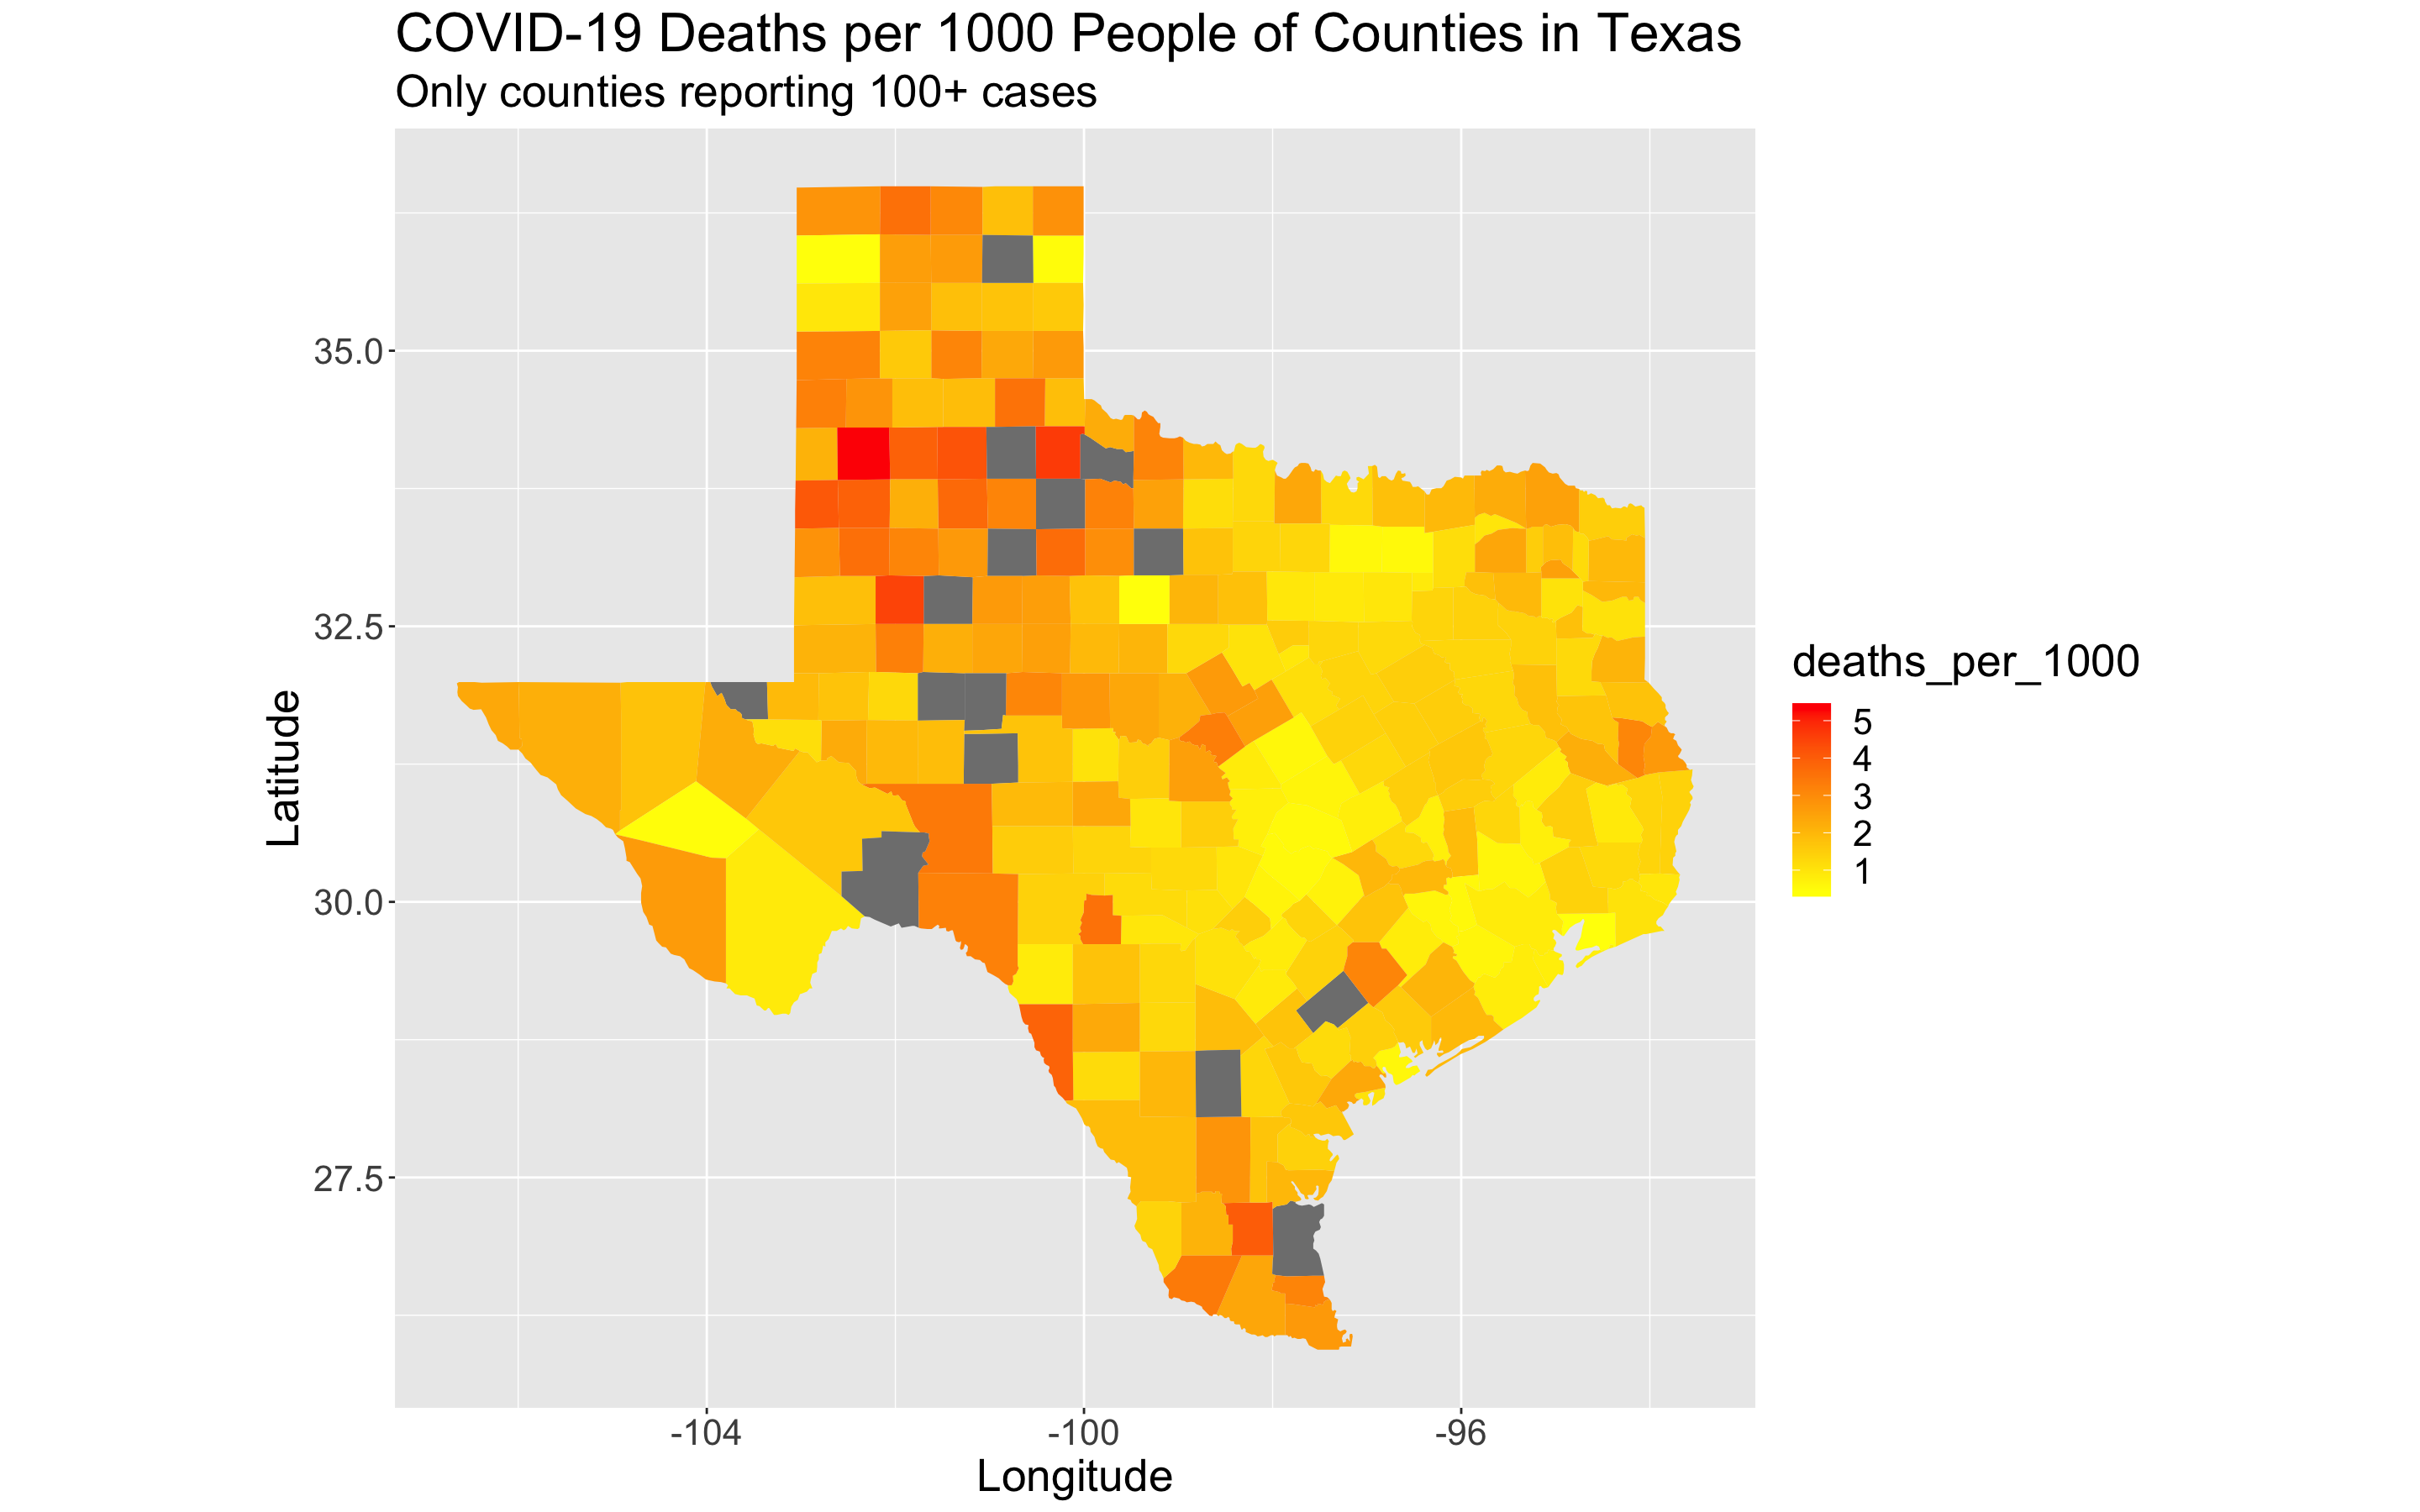 COVID-19 Deaths per 1000 People of Counties in Texas
Only counties reporting 100+ cases
35.0
32.5
30.0
27.5
Latitude
-104
-100
-96
Longitude
deaths_per_1000
5
4
3
2
1